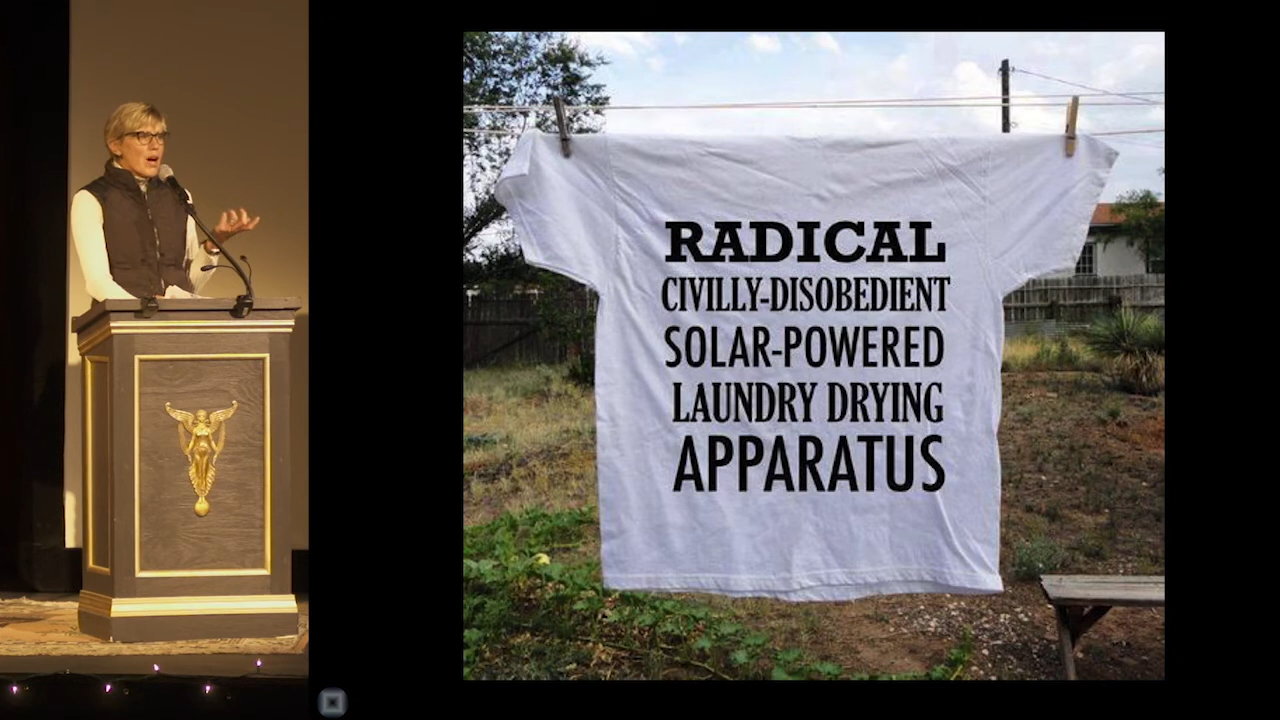 RADICAL
CIVILLY-DISOBEDIENT
SOLAR-POWERED
LAUNDRY DRYING
APPARATUS